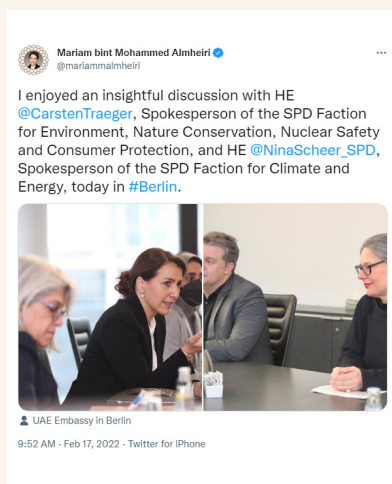 Mariam bint Mohammed Almheiri
@mariammalmheiri
I enjoyed an insightful discussion with HE
@CarstenTraeger, Spokesperson of the SPD Faction
for Environment, Nature Conservation, Nuclear Safety
and Consumer Protection, and HE @NinaScheer_SPD,
Spokesperson of the SPD Faction for Climate and
Energy, today in #Berlin.
UAE Embassy in Berlin
9:52 AM · Feb 17, 2022 · Twitter for iPhone